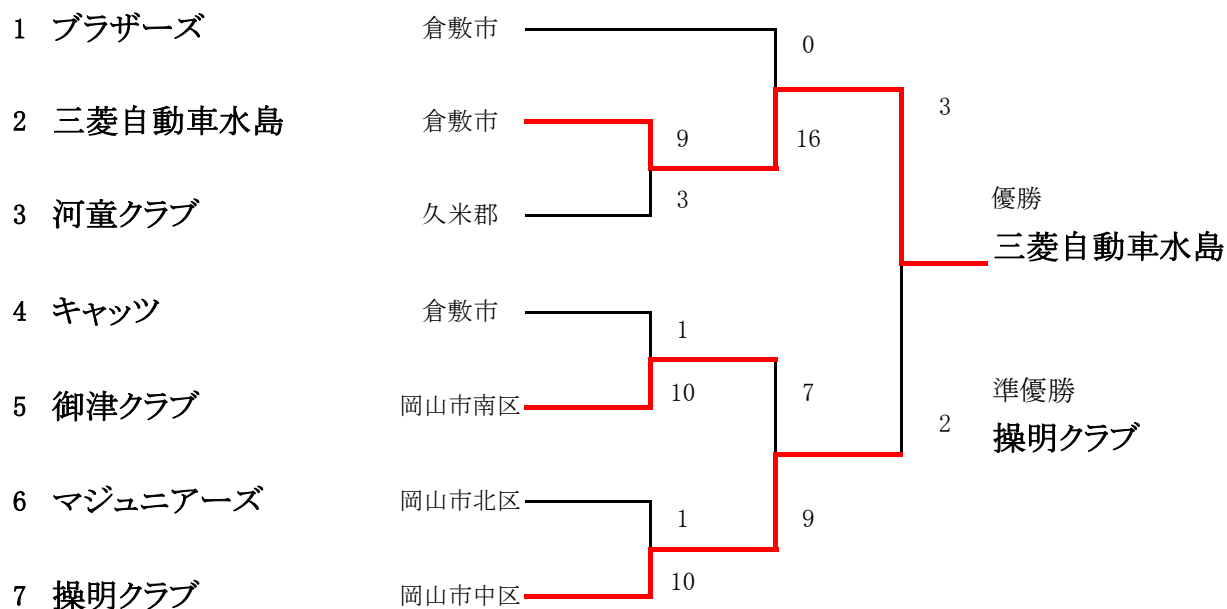 1 ブラザーズ 倉敷市
0
2 三菱自動車水島 倉敷市
3
9
16
3
3 河童クラブ 久米郡
優勝
三菱自動車水島
4 キャッツ 倉敷市
1
5 御津クラブ 岡山市南区
10
7
準優勝
2
操明クラブ
6 マジュニアーズ 岡山市北区
1
9
10
7 操明クラブ 岡山市中区